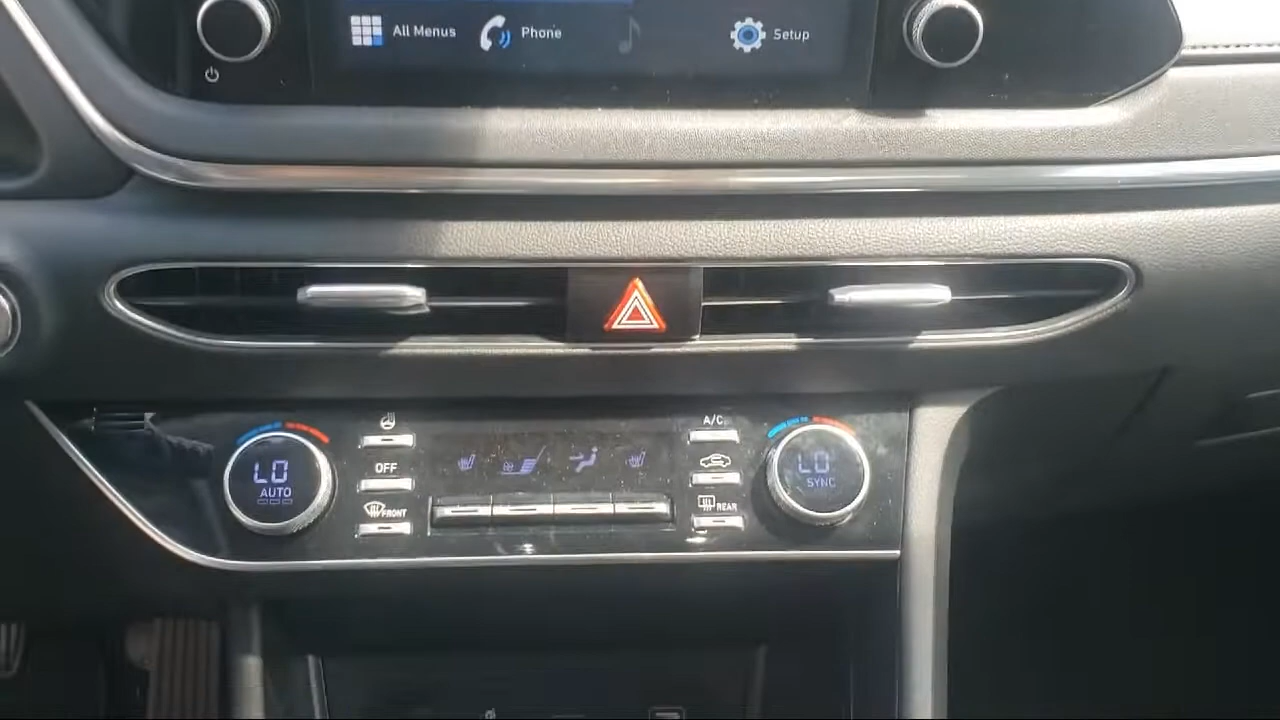 All Menus
Phone
Setup
LO
AUTO
OFF
FRONT
A/C
REAR
LO
SYNC